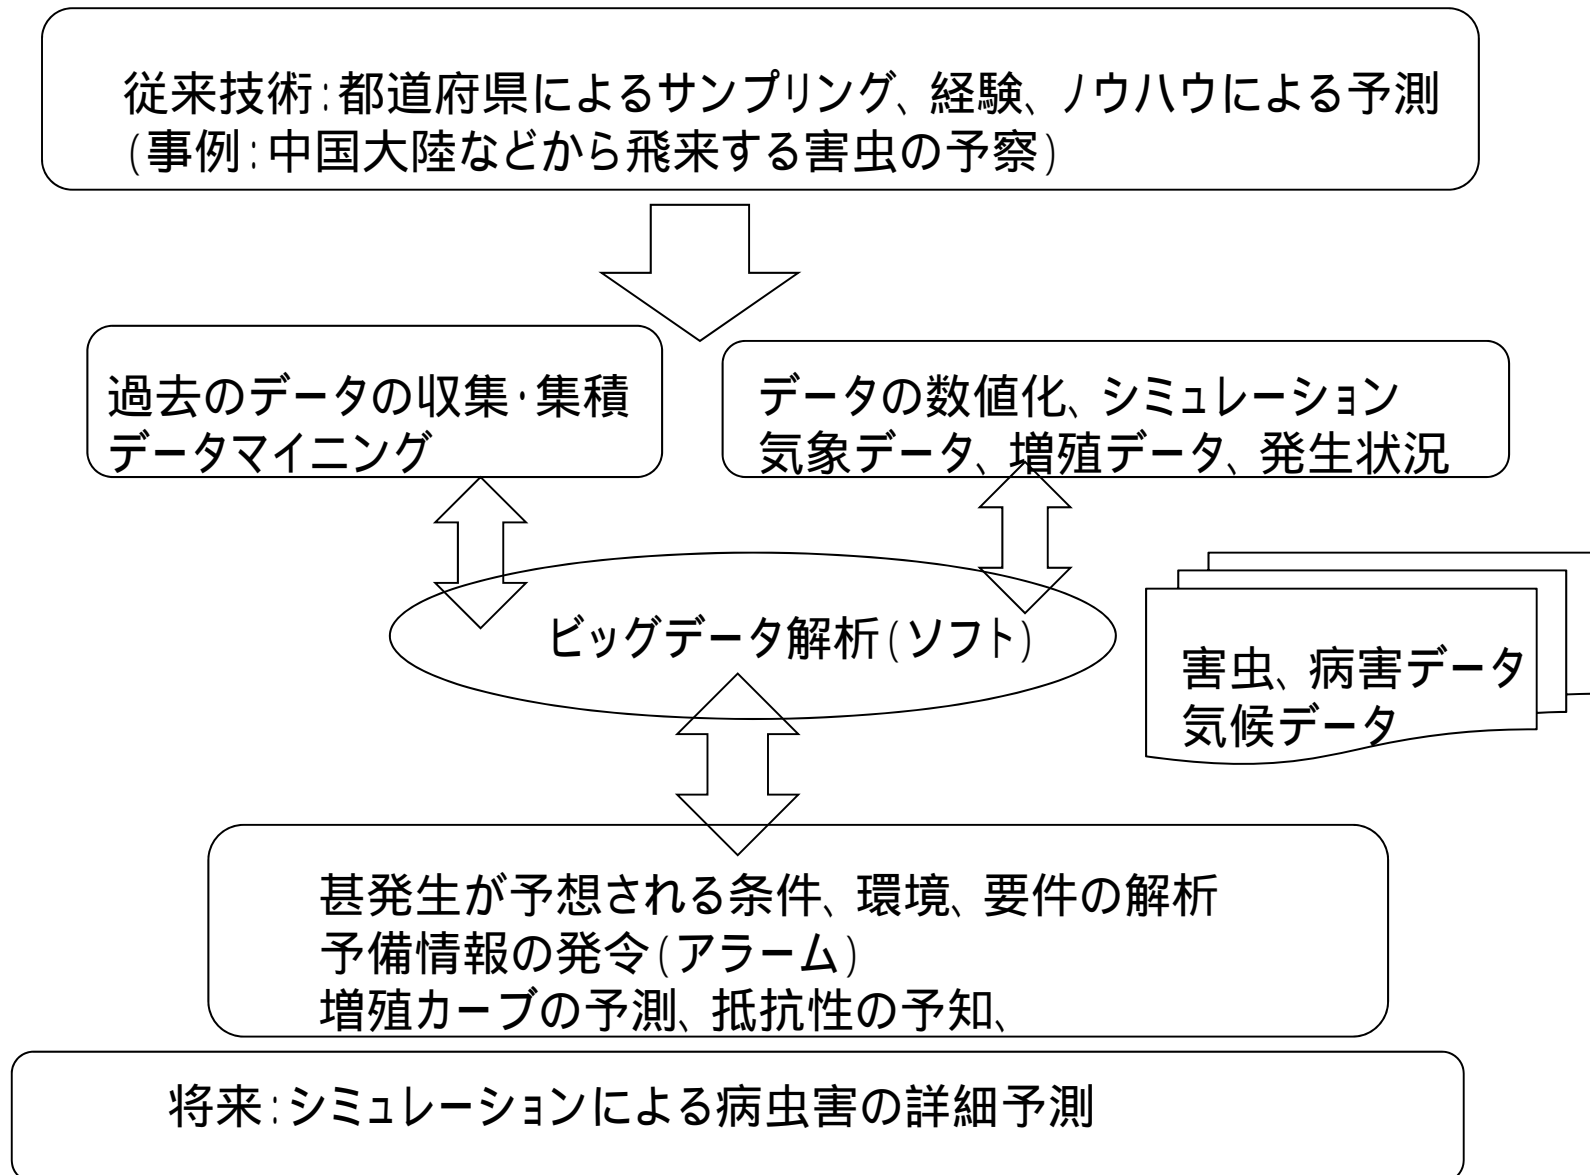 従来技術:都道府県によるサンプリング、経験、ノウハウによる予測
(事例:中国大陸などから飛来する害虫の予察)
過去のデータの収集・集積
データマイニング
データの数値化、シミュレーション
気象データ、増殖データ、発生状況
ビッグデータ解析(ソフト)
害虫、病害データ
気候データ
甚発生が予想される条件、環境、要件の解析
予備情報の発令(アラーム)
増殖カーブの予測、抵抗性の予知、
将来:シミュレーションによる病虫害の詳細予測